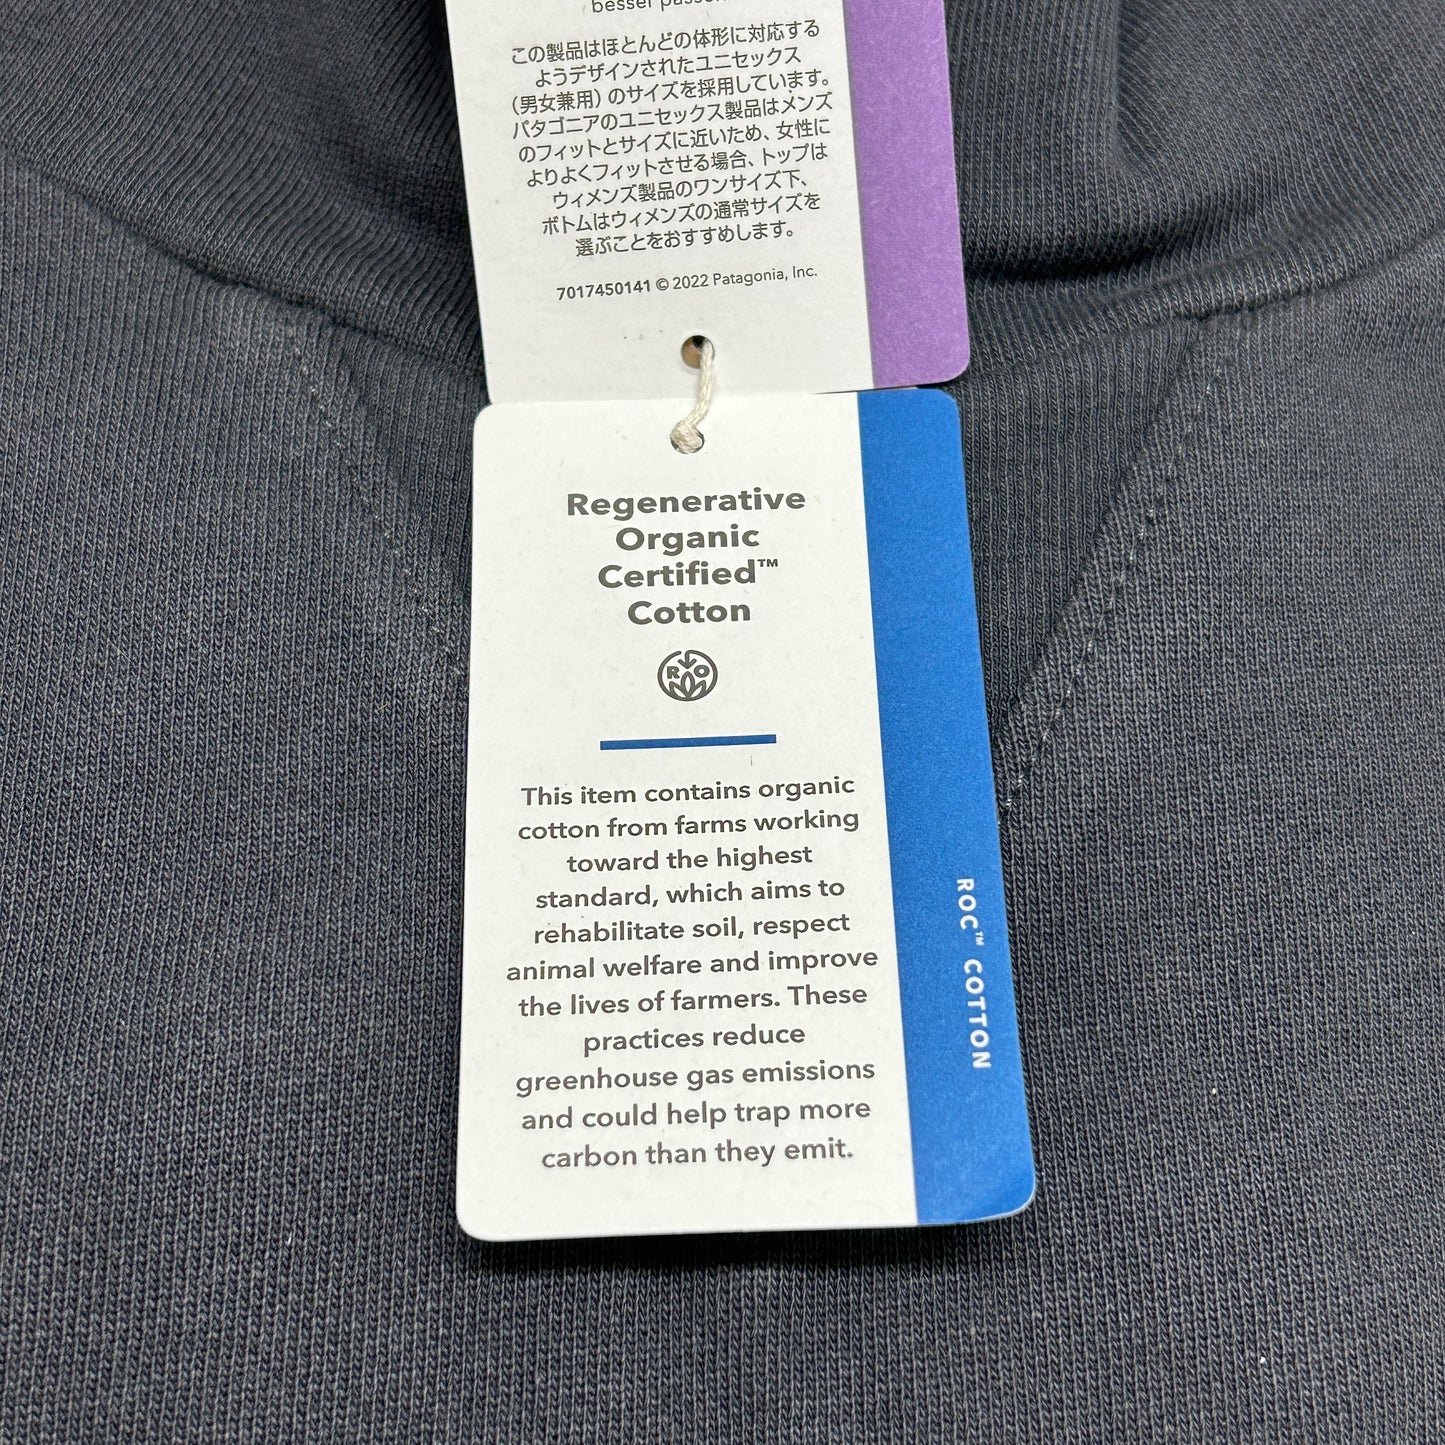 besser passen.
この製品はほとんどの体形に対応する
ようデザインされたユニセックス
(男女兼用)のサイズを採用しています。
パタゴニアのユニセックス製品はメンズ
のフィットとサイズに近いため、女性に
よりよくフィットさせる場合、トップは
ウィメンズ製品のワンサイズ下、
ボトムはウィメンズの通常サイズを
選ぶことをおすすめします。
7017450141 © 2022 Patagonia, Inc.
Regenerative
Organic
Certified™
Cotton
R O
This item contains organic
cotton from farms working
toward the highest
standard, which aims to
rehabilitate soil, respect
animal welfare and improve
the lives of farmers. These
practices reduce
greenhouse gas emissions
and could help trap more
carbon than they emit.
ROC™ COTTON